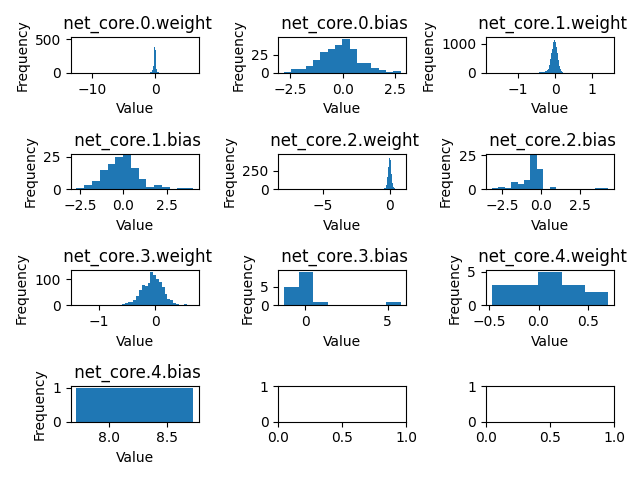 net_core.0.weight
net_core.0.bias
net_core.1.weight
Frequency
500
0
−10
0
Value
Frequency
25
0
−2.5
0.0
2.5
Value
Frequency
1000
0
−1
0
1
Value
net_core.1.bias
net_core.2.weight
net_core.2.bias
Frequency
25
0
−2.5
0.0
2.5
Value
Frequency
250
0
−5
0
Value
Frequency
25
0
−2.5
0.0
2.5
Value
net_core.3.weight
net_core.3.bias
net_core.4.weight
Frequency
100
0
−1
0
Value
Frequency
5
0
0
5
Value
Frequency
5
0
−0.5
0.0
0.5
Value
net_core.4.bias
Frequency
1
0
8.0
8.5
Value
1
0
0.0
0.5
1.0
1
0
0.0
0.5
1.0